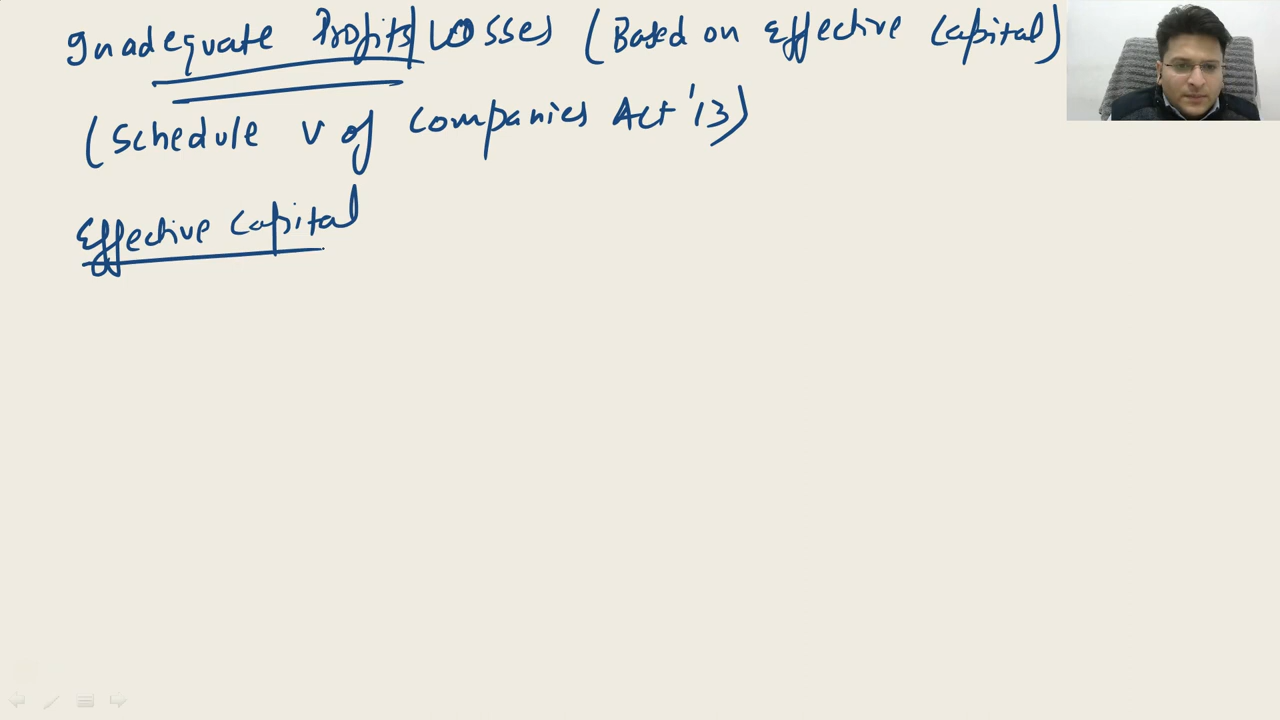 Inadequate Profits/Losses (Based on Effective Capital)
(Schedule V of Companies Act '13)
Effective Capital